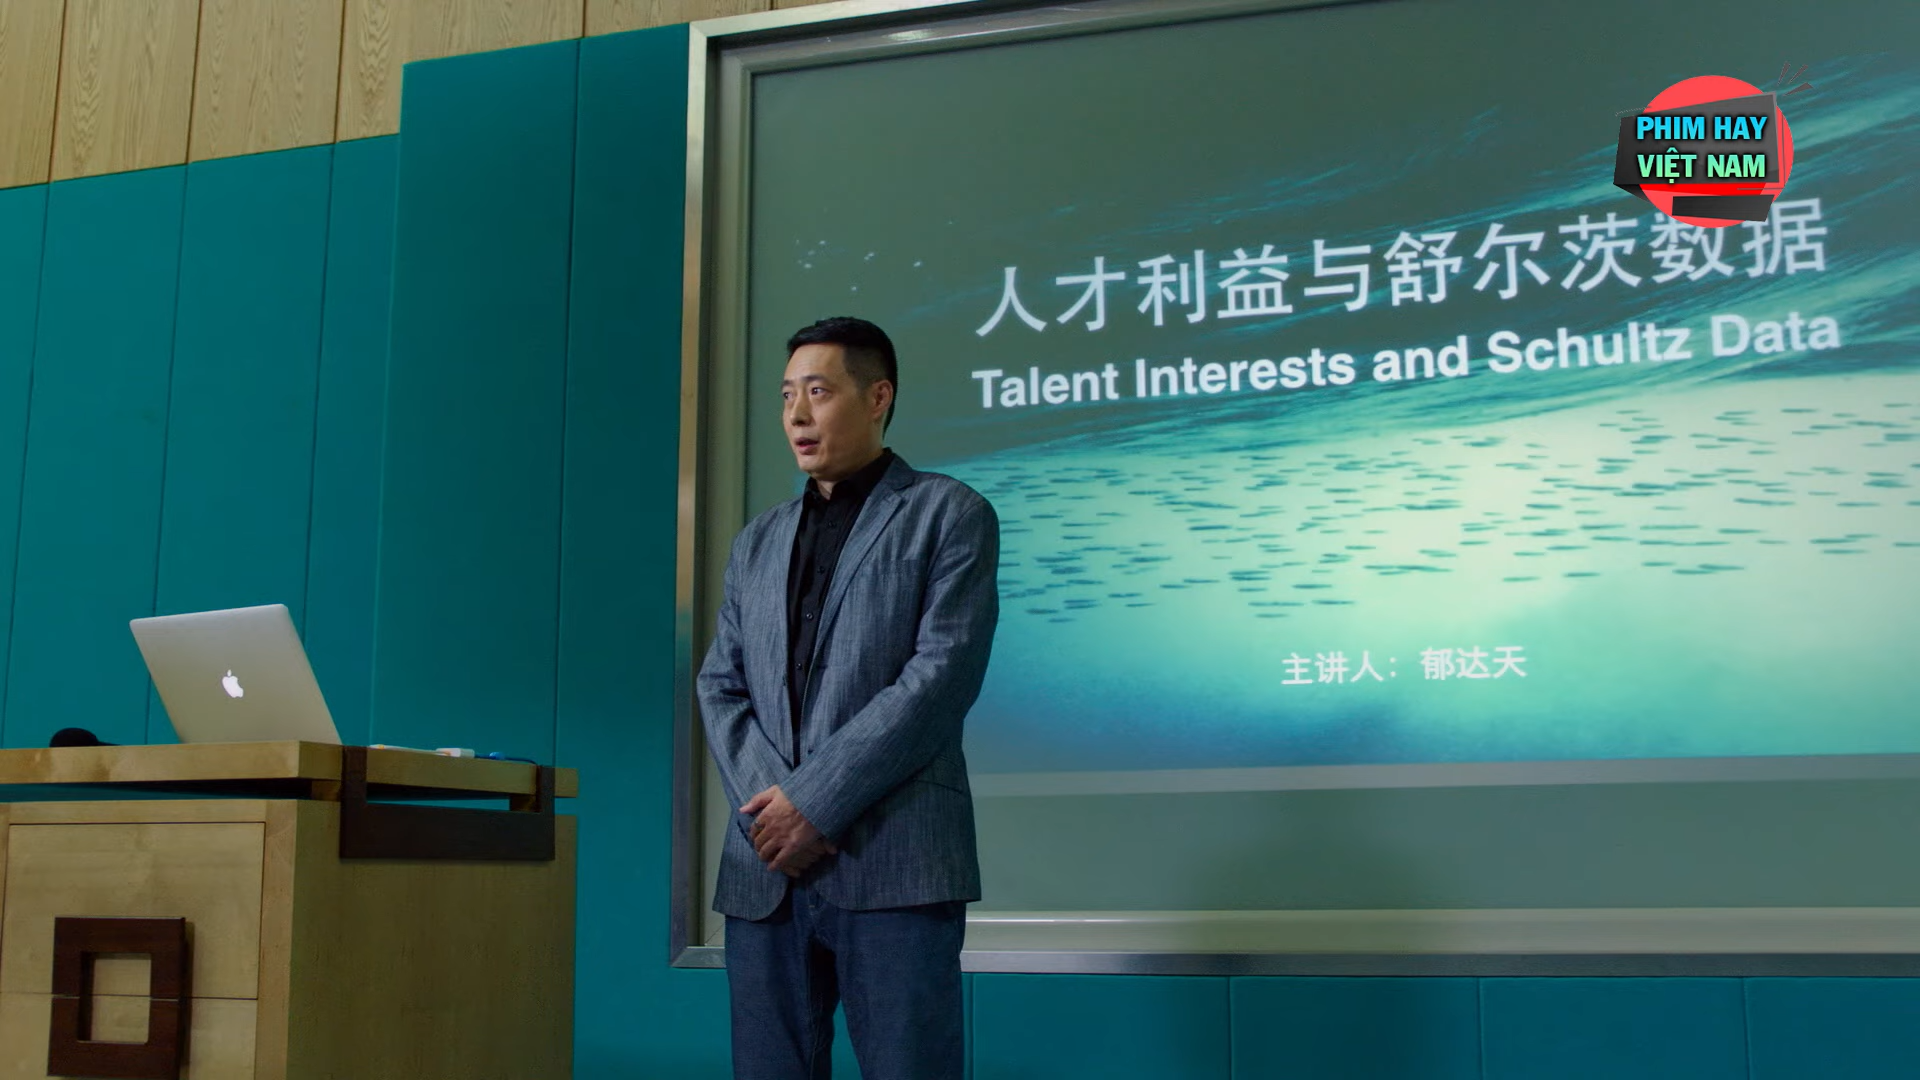 PHIM HAY
VIỆT NAM
人才利益与舒尔茨数据
Talent Interests and Schultz Data
主讲人：郁达天